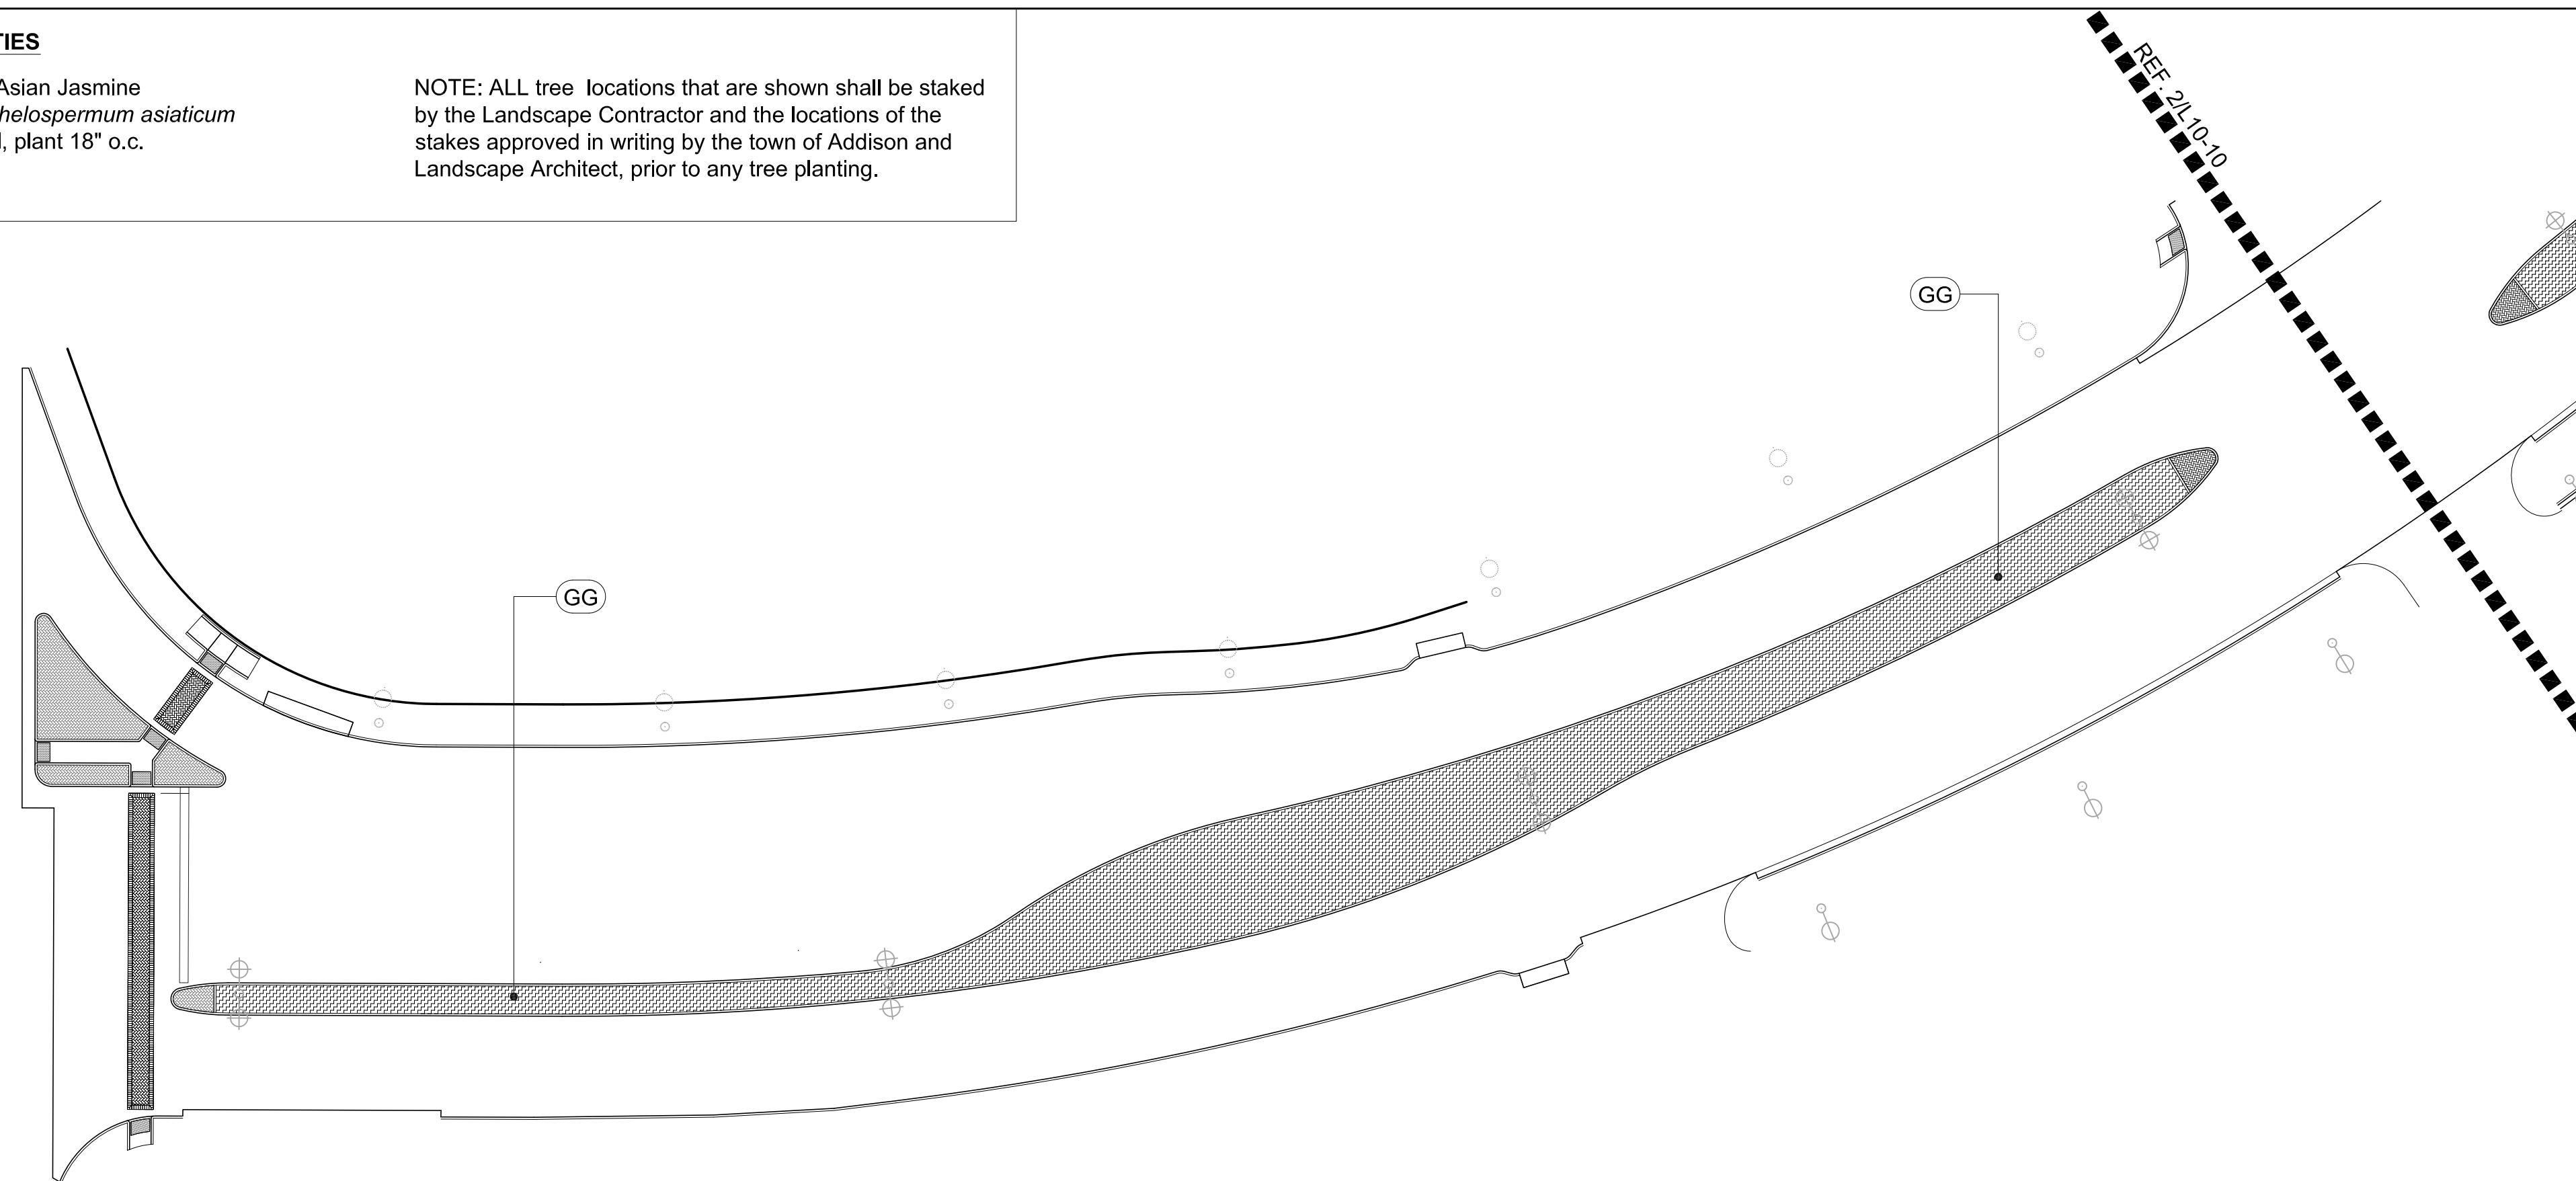 TIES
Asian Jasmine
helospermum asiaticum
, plant 18" o.c.
NOTE: ALL tree locations that are shown shall be staked
by the Landscape Contractor and the locations of the
stakes approved in writing by the town of Addison and
Landscape Architect, prior to any tree planting.
REF. 2/L10-10
GG
GG